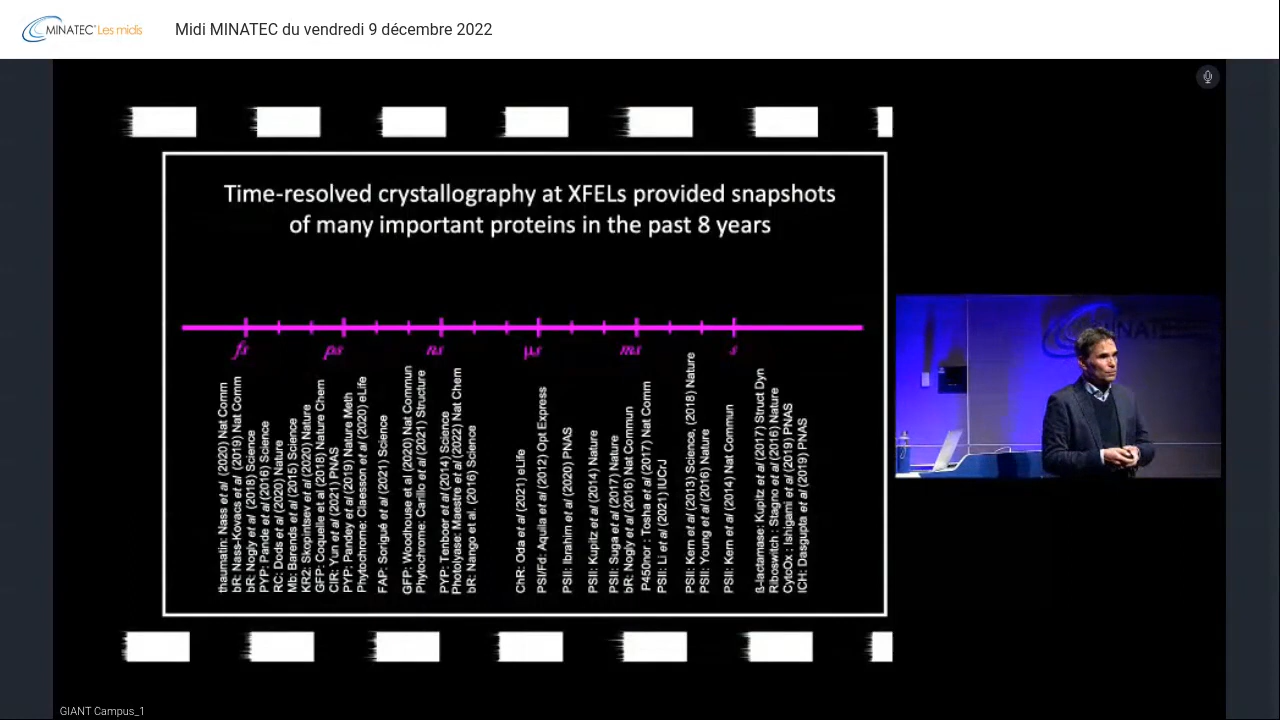 MINATEC Les midis
Midi MINATEC du vendredi 9 décembre 2022
Time-resolved crystallography at XFELs provided snapshots
of many important proteins in the past 8 years
fs ps ns µs ms s
thaumatin: Nass et al (2020) Nat Comm
bR: Nass-Kovacs et al (2019) Nat Comm
bR: Nogly et al (2018) Science
PYP: Pande et al (2016) Science
RC: Dods et al (2020) Nature
Mb: Barends et al (2015) Science
KR2: Skopintsev et al (2020) Nature
GFP: Coquelle et al (2018) Nature Chem
ClR: Yun et al (2021) PNAS
PYP: Pandey et al (2019) Nature Meth
Phytochrome: Claesson et al (2020) eLife
FAP: Sorigué et al (2021) Science
GFP: Woodhouse et al (2020) Nat Commun
Phytochrome: Carillo et al (2021) Structure
PYP: Tenboer et al (2014) Science
Photolyase: Maestre et al (2022) Nat Chem
bR: Nango et al. (2016) Science
ChR: Oda et al (2021) eLife
PSI/Fd: Aquila et al (2012) Opt Express
PSII: Ibrahim et al (2020) PNAS
PSII: Kupitz et al (2014) Nature
PSII: Suga et al (2017) Nature
bR: Nogly et al (2016) Nat Commun
P450nor : Tosha et al (2017) Nat Comm
PSII: Li et al (2021) IUCrJ
PSII: Kern et al (2013) Science, (2018) Nature
PSII: Young et al (2016) Nature
PSII: Kern et al (2014) Nat Commun
ß-lactamase: Kupitz et al (2017) Struct Dyn
Riboswitch : Stagno et al (2016) Nature
CytcOx : Ishigami et al (2019) PNAS
ICH: Dasgupta et al (2019) PNAS
MINATEC
GIANT Campus_1